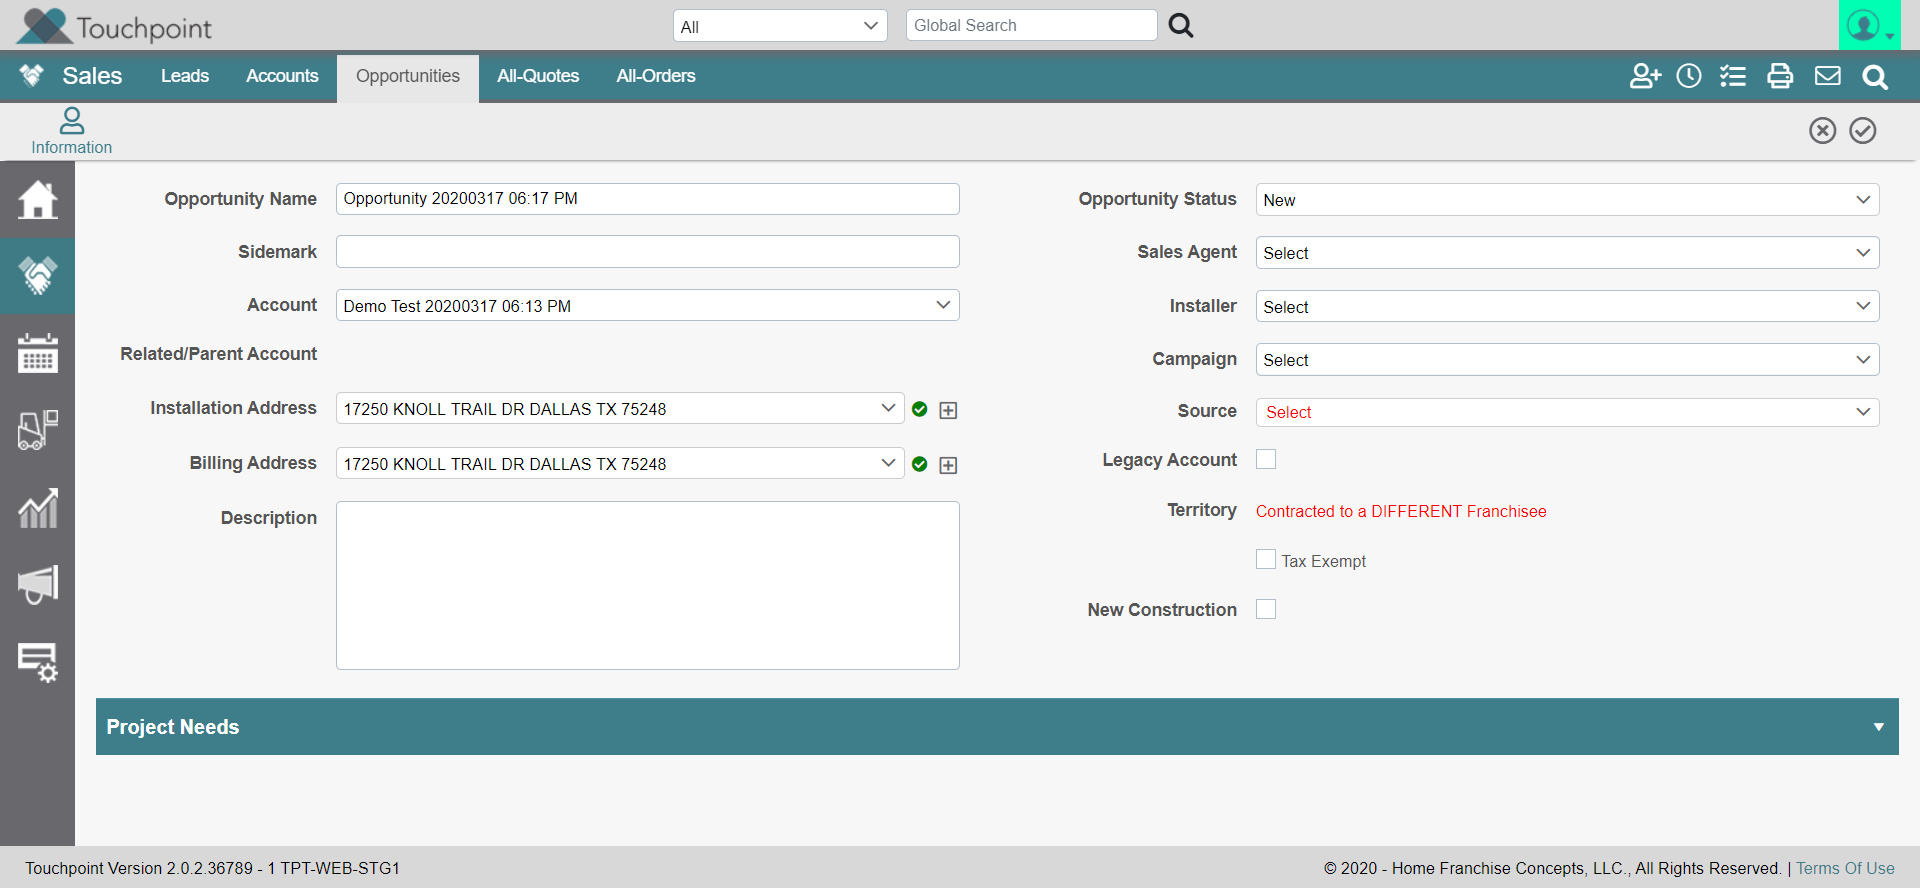 Touchpoint
All
Global Search
Sales
Leads
Accounts
Opportunities
All-Quotes
All-Orders
Information
Opportunity Name
Opportunity 20200317 06:17 PM
Sidemark
Account
Demo Test 20200317 06:13 PM
Related/Parent Account
Installation Address
17250 KNOLL TRAIL DR DALLAS TX 75248
Billing Address
17250 KNOLL TRAIL DR DALLAS TX 75248
Description
Opportunity Status
New
Sales Agent
Select
Installer
Select
Campaign
Select
Source
Select
Legacy Account
Territory
Contracted to a DIFFERENT Franchisee
Tax Exempt
New Construction
Project Needs
Touchpoint Version 2.0.2.36789 - 1 TPT-WEB-STG1
© 2020 - Home Franchise Concepts, LLC., All Rights Reserved. | Terms Of Use